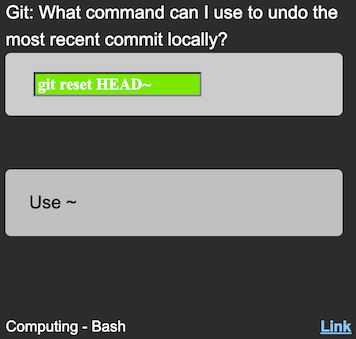 Git: What command can I use to undo the
most recent commit locally?
git reset HEAD~
Use ~
Computing - Bash
Link